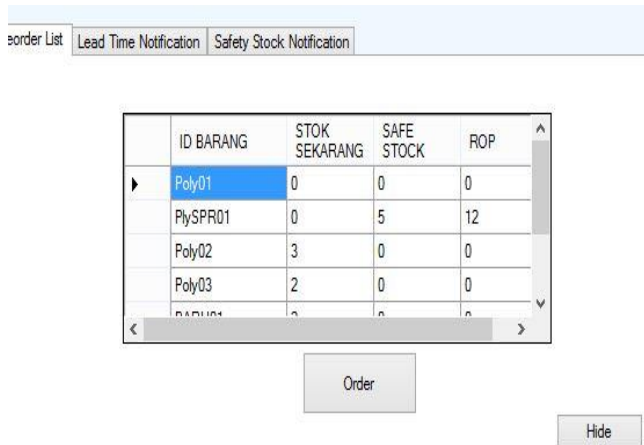 eorder List Lead Time Notification Safety Stock Notification
ID BARANG STOK SEKARANG SAFE STOCK ROP
Poly01 0 0 0
PlySPR01 0 5 12
Poly02 3 0 0
Poly03 2 0 0
Order
Hide